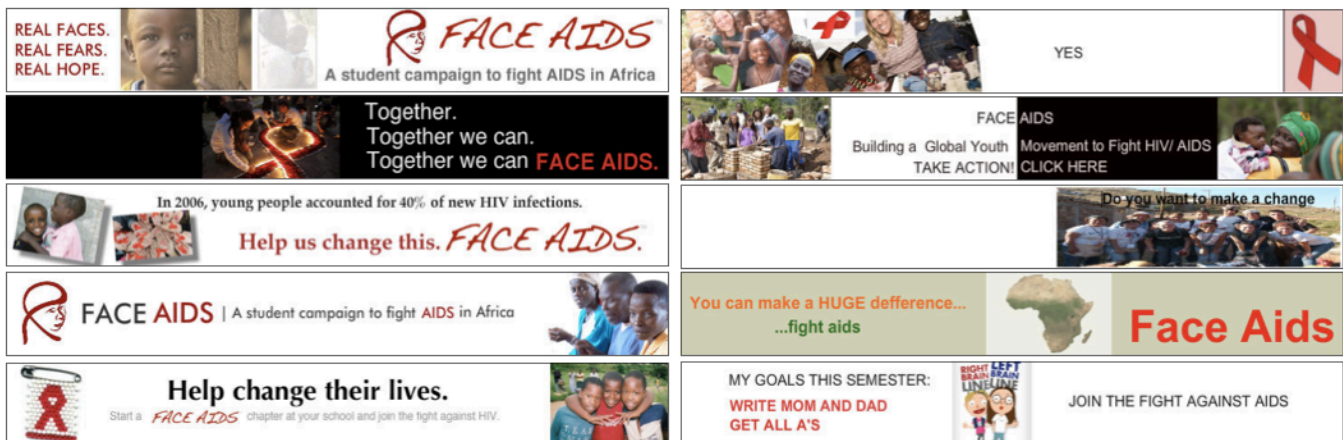 REAL FACES.
REAL FEARS.
REAL HOPE.
FACE AIDS
A student campaign to fight AIDS in Africa
Together.
Together we can.
Together we can FACE AIDS.
In 2006, young people accounted for 40% of new HIV infections.
Help us change this. FACE AIDS.
FACE AIDS | A student campaign to fight AIDS in Africa
Help change their lives.
Start a FACE AIDS chapter at your school and join the fight against HIV.
YES
FACE AIDS
Building a Global Youth Movement to Fight HIV/ AIDS
TAKE ACTION! CLICK HERE
Do you want to make a change
You can make a HUGE defference...
...fight aids
Face Aids
MY GOALS THIS SEMESTER:
WRITE MOM AND DAD
GET ALL A'S
RIGHT LEFT
BRAIN BRAIN
LINE LINE
JOIN THE FIGHT AGAINST AIDS